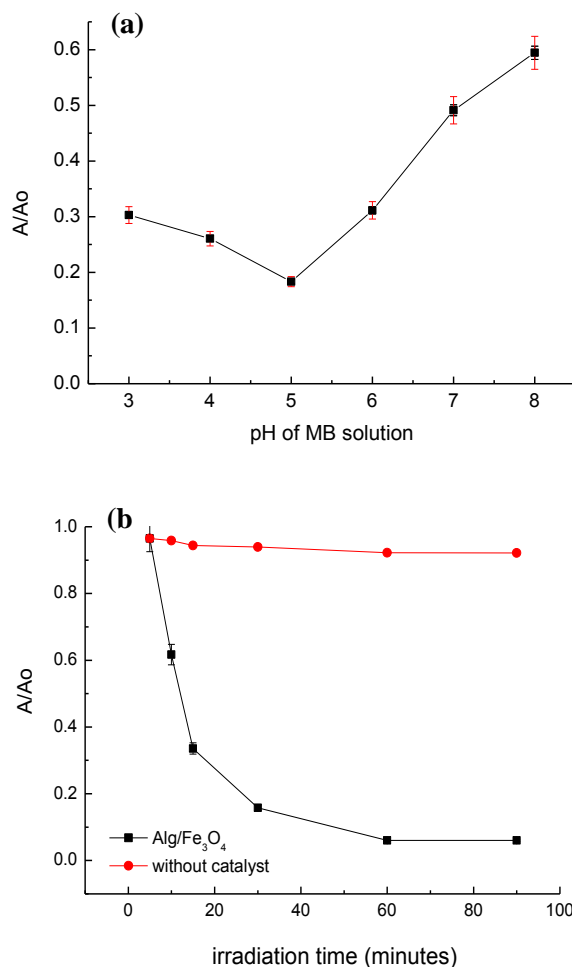 (a)
0.6
0.5
0.4
0.3
0.2
0.1
0.0
A/Ao
3 4 5 6 7 8
pH of MB solution
(b)
1.0
0.8
0.6
0.4
0.2
0.0
A/Ao
Alg/Fe₃O₄
without catalyst
0 20 40 60 80 100
irradiation time (minutes)